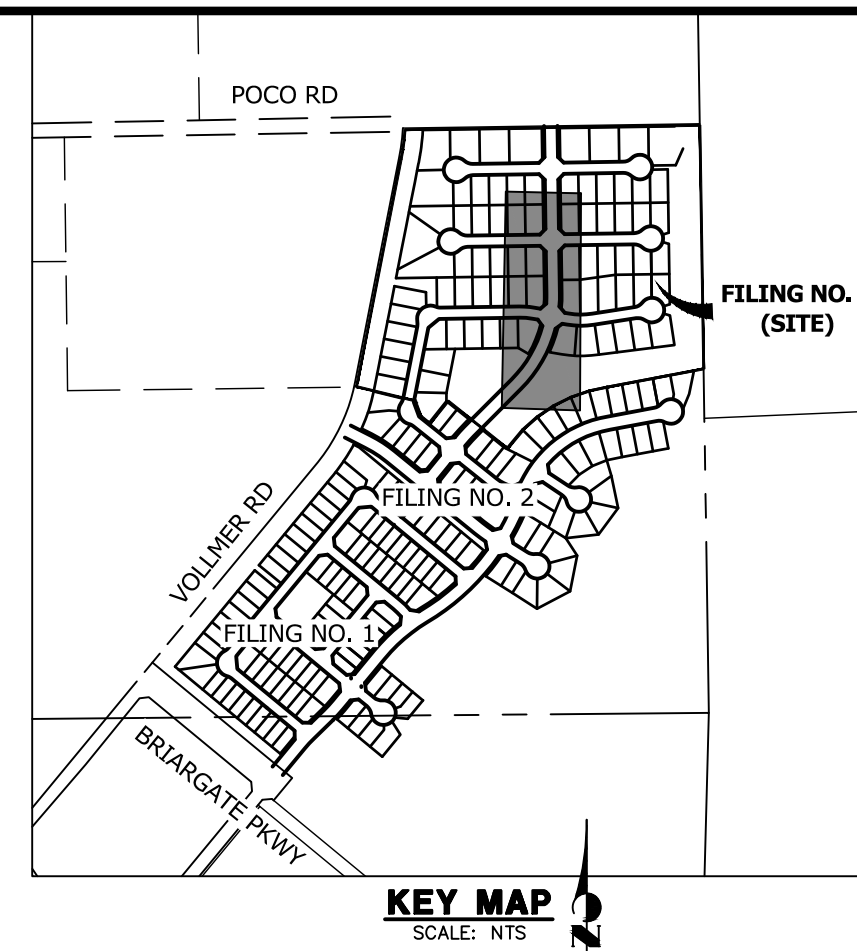 POCO RD
FILING NO.
(SITE)
FILING NO. 2
VOLLMER RD
FILING NO. 1
BRIARGATE PKWY
KEY MAP
SCALE: NTS
N